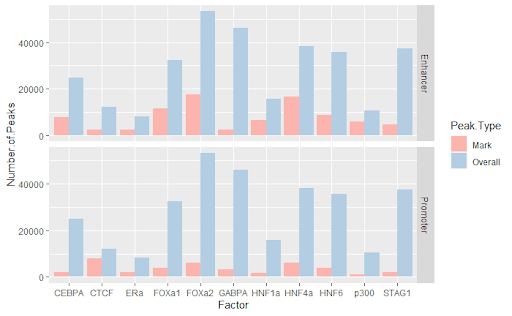 40000
20000
0
Enhancer
40000
20000
0
Promoter
Number.of.Peaks
CEBPA CTCF ERa FOXa1 FOXa2 GABPA HNF1a HNF4a HNF6 p300 STAG1
Factor
Peak.Type
Mark
Overall